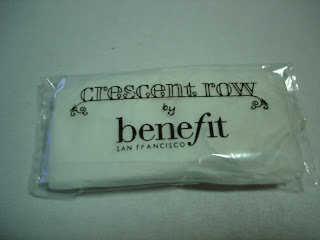 crescent row
by
benefit
SAN FRANCISCO